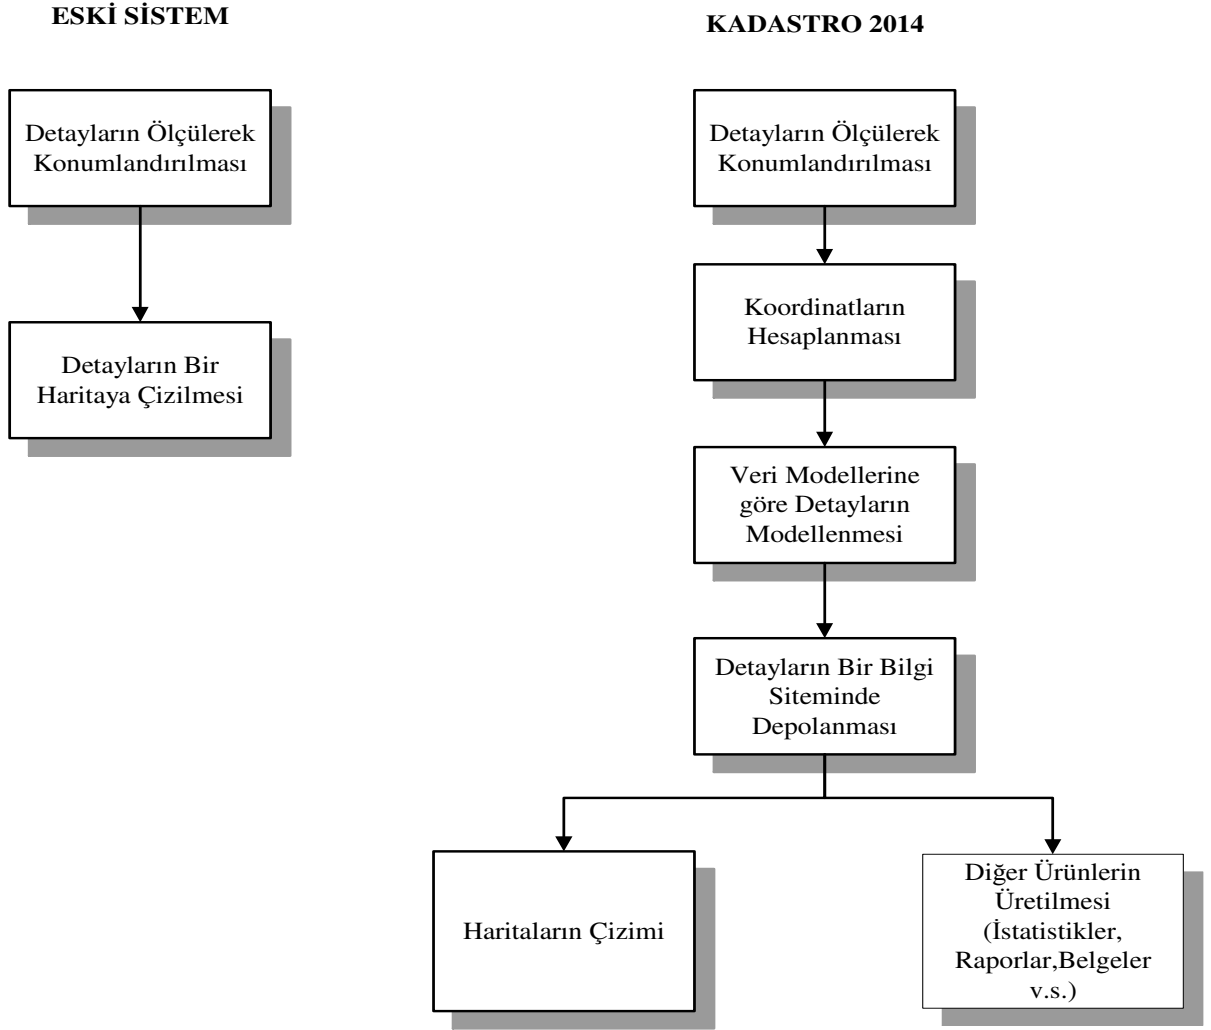 ESKİ SİSTEM
Detayların Ölçülerek
Konumlandırılması
Detayların Bir
Haritaya Çizilmesi
KADASTRO 2014
Detayların Ölçülerek
Konumlandırılması
Koordinatların
Hesaplanması
Veri Modellerine
göre Detayların
Modellenmesi
Detayların Bir Bilgi
Siteminde
Depolanması
Haritaların Çizimi
Diğer Ürünlerin
Üretilmesi
(İstatistikler,
Raporlar,Belgeler
v.s.)